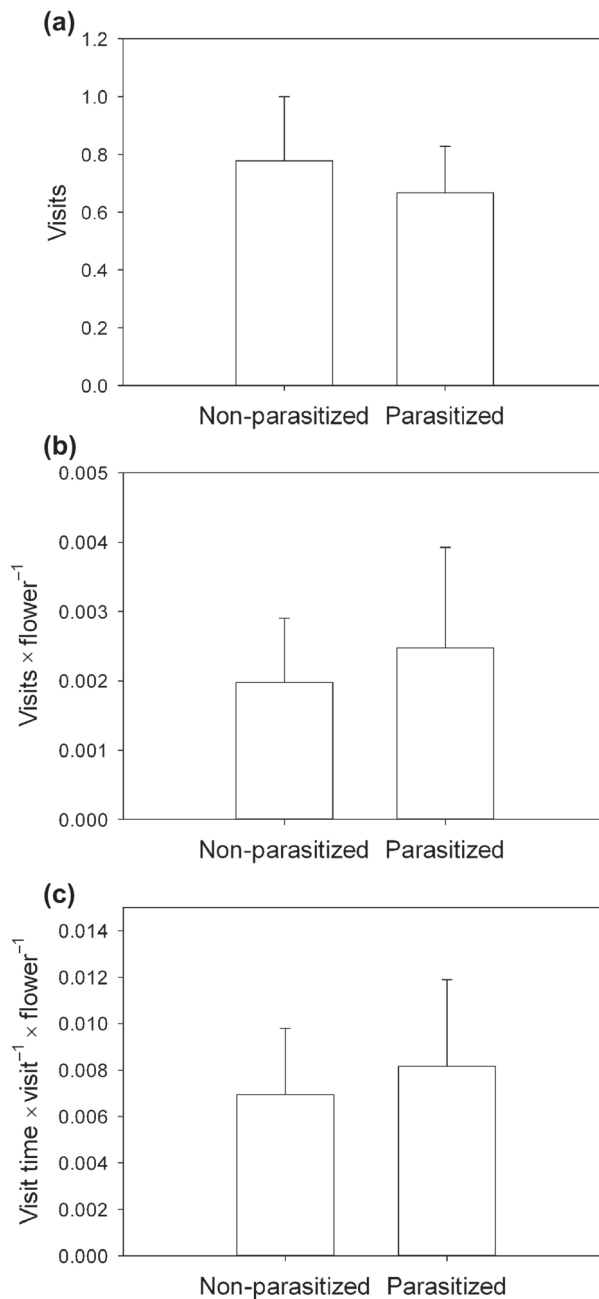 (a)
1.2
1.0
0.8
0.6
0.4
0.2
0.0
Visits
Non-parasitized Parasitized
(b)
0.005
0.004
0.003
0.002
0.001
0.000
Visits × flower⁻¹
Non-parasitized Parasitized
(c)
0.014
0.012
0.010
0.008
0.006
0.004
0.002
0.000
Visit time × visit⁻¹ × flower⁻¹
Non-parasitized Parasitized